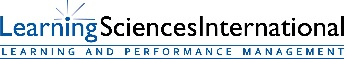 LearningSciencesInternational
LEARNING AND PERFORMANCE MANAGEMENT